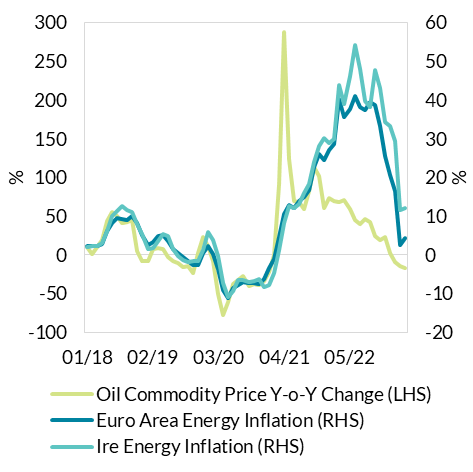 300 60
250 50
200 40
150 30
% %
100 20
50 10
0 0
-50 -10
-100 -20
01/18 02/19 03/20 04/21 05/22
Oil Commodity Price Y-o-Y Change (LHS)
Euro Area Energy Inflation (RHS)
Ire Energy Inflation (RHS)